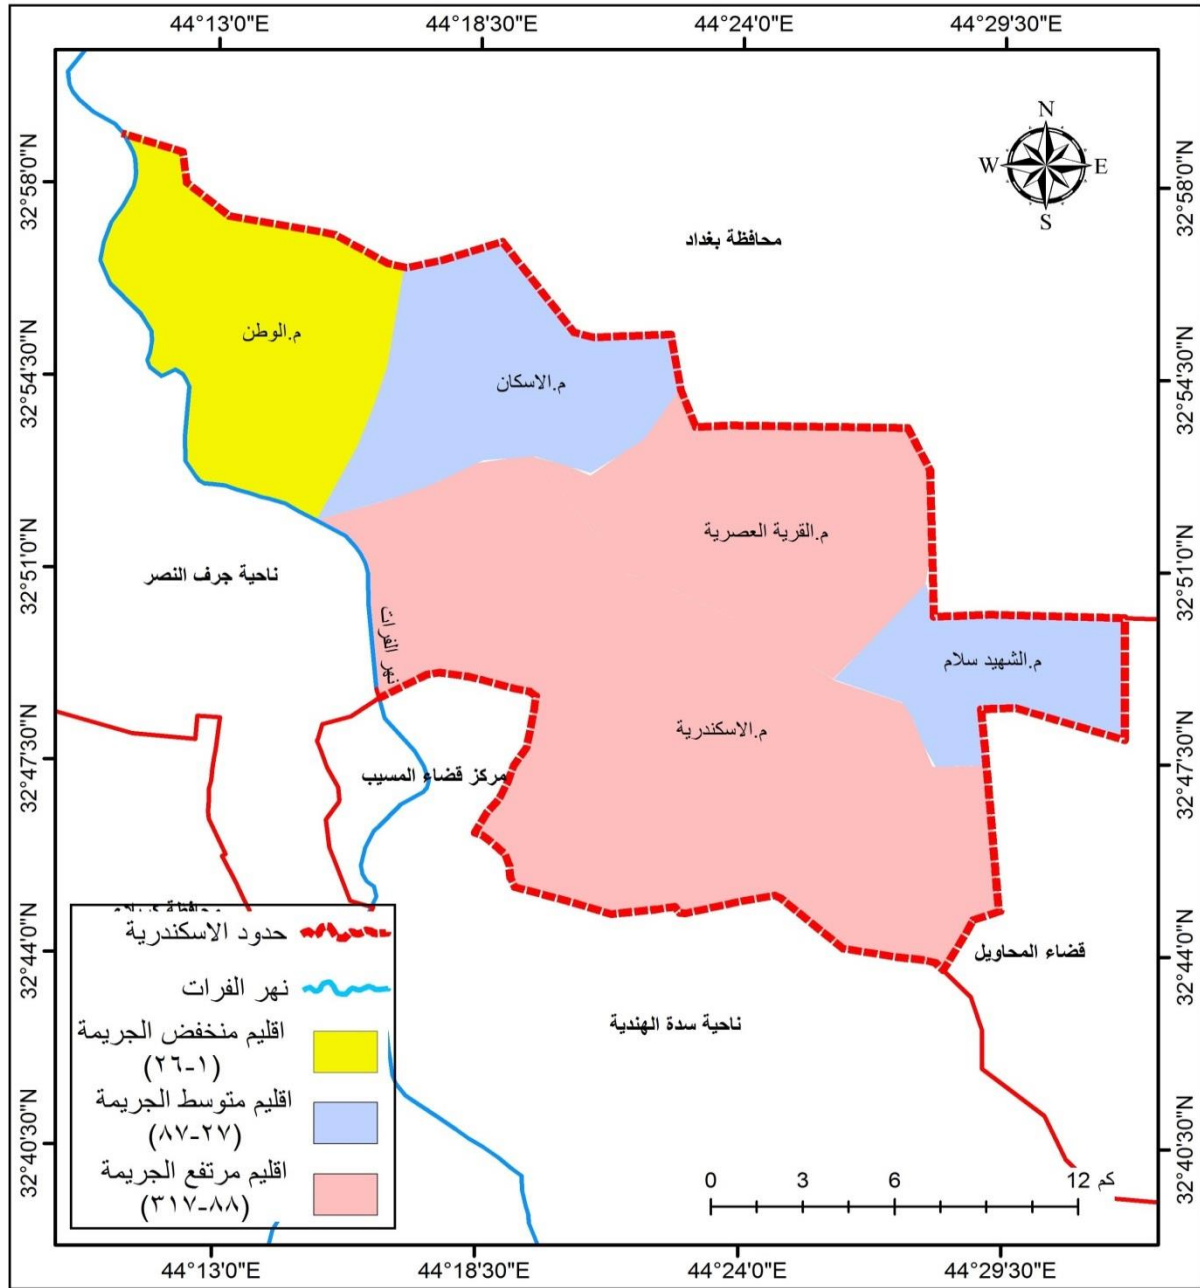 44°13'0"E
44°18'30"E
44°24'0"E
44°29'30"E
N
W
E
S
32°58'0"N
32°58'0"N
محافظة بغداد
م.الوطن
م.الاسكان
32°54'30"N
32°54'30"N
م.القرية العصرية
32°51'0"N
32°51'0"N
ناحية جرف النصر
نهر الفرات
م.الشهيد سلام
م.الاسكندرية
32°47'30"N
32°47'30"N
مركز قضاء المسيب
محافظة
32°44'0"N
32°44'0"N
قضاء المحاويل
ناحية سدة الهندية
حدود الاسكندرية
نهر الفرات
اقليم منخفض الجريمة
(١-٢٦)
اقليم متوسط الجريمة
(٢٧-٨٧)
اقليم مرتفع الجريمة
(٨٨-٣١٧)
32°40'30"N
32°40'30"N
0 3 6 12 كم
44°13'0"E
44°18'30"E
44°24'0"E
44°29'30"E